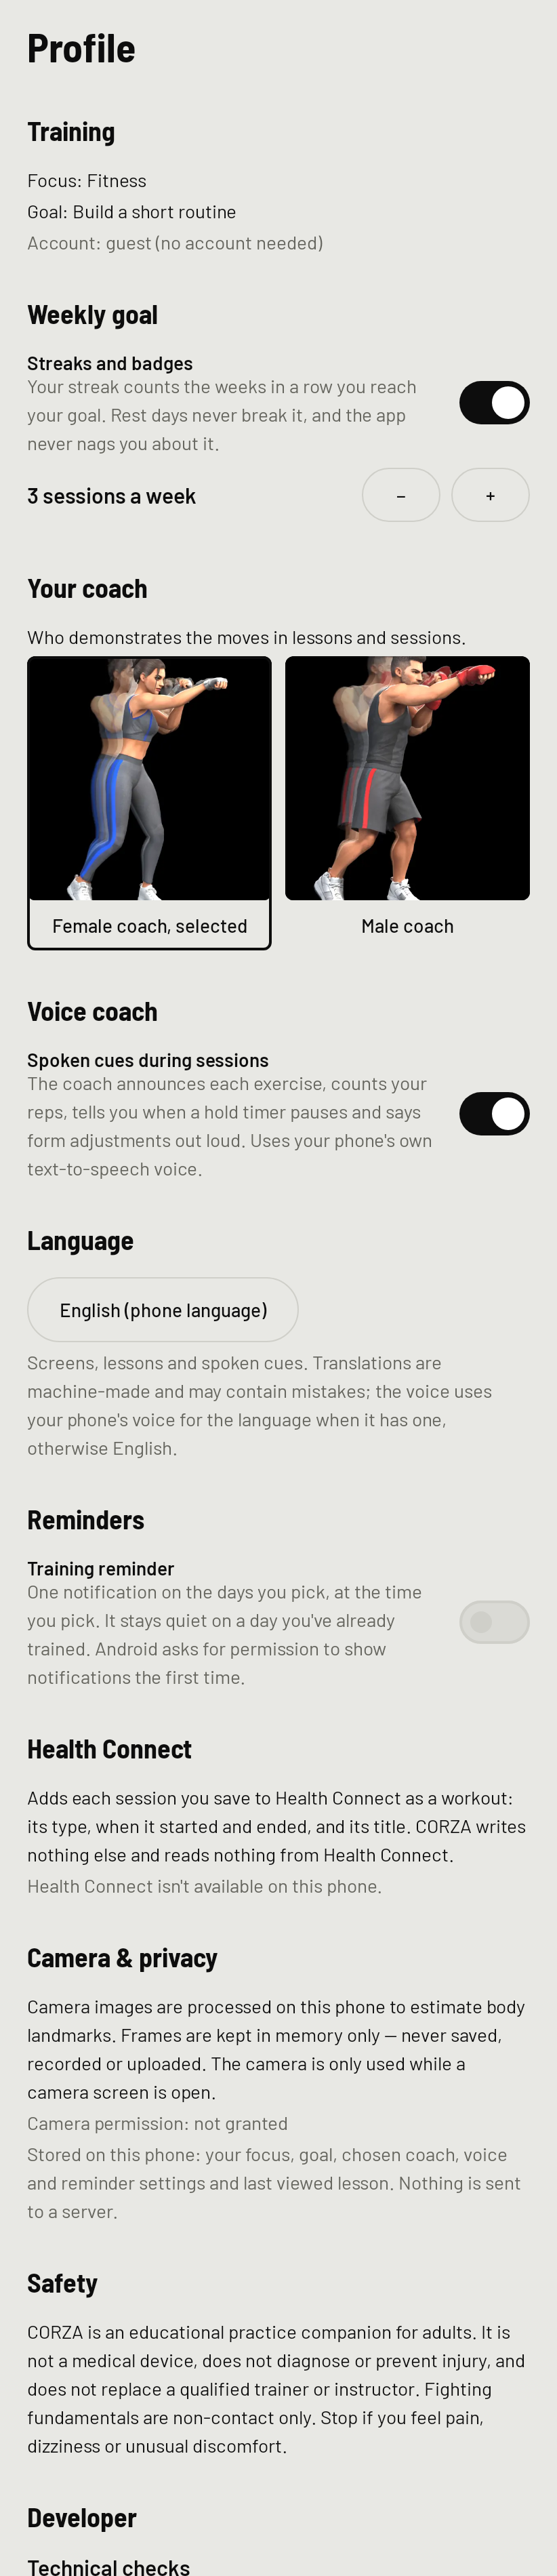 Profile
Training
Focus: Fitness
Goal: Build a short routine
Account: guest (no account needed)
Weekly goal
Streaks and badges
Your streak counts the weeks in a row you reach
your goal. Rest days never break it, and the app
never nags you about it.
3 sessions a week
–
+
Your coach
Who demonstrates the moves in lessons and sessions.
Female coach, selected
Male coach
Voice coach
Spoken cues during sessions
The coach announces each exercise, counts your
reps, tells you when a hold timer pauses and says
form adjustments out loud. Uses your phone's own
text-to-speech voice.
Language
English (phone language)
Screens, lessons and spoken cues. Translations are
machine-made and may contain mistakes; the voice uses
your phone's voice for the language when it has one,
otherwise English.
Reminders
Training reminder
One notification on the days you pick, at the time
you pick. It stays quiet on a day you've already
trained. Android asks for permission to show
notifications the first time.
Health Connect
Adds each session you save to Health Connect as a workout:
its type, when it started and ended, and its title. CORZA writes
nothing else and reads nothing from Health Connect.
Health Connect isn't available on this phone.
Camera & privacy
Camera images are processed on this phone to estimate body
landmarks. Frames are kept in memory only — never saved,
recorded or uploaded. The camera is only used while a
camera screen is open.
Camera permission: not granted
Stored on this phone: your focus, goal, chosen coach, voice
and reminder settings and last viewed lesson. Nothing is sent
to a server.
Safety
CORZA is an educational practice companion for adults. It is
not a medical device, does not diagnose or prevent injury, and
does not replace a qualified trainer or instructor. Fighting
fundamentals are non-contact only. Stop if you feel pain,
dizziness or unusual discomfort.
Developer
Technical checks